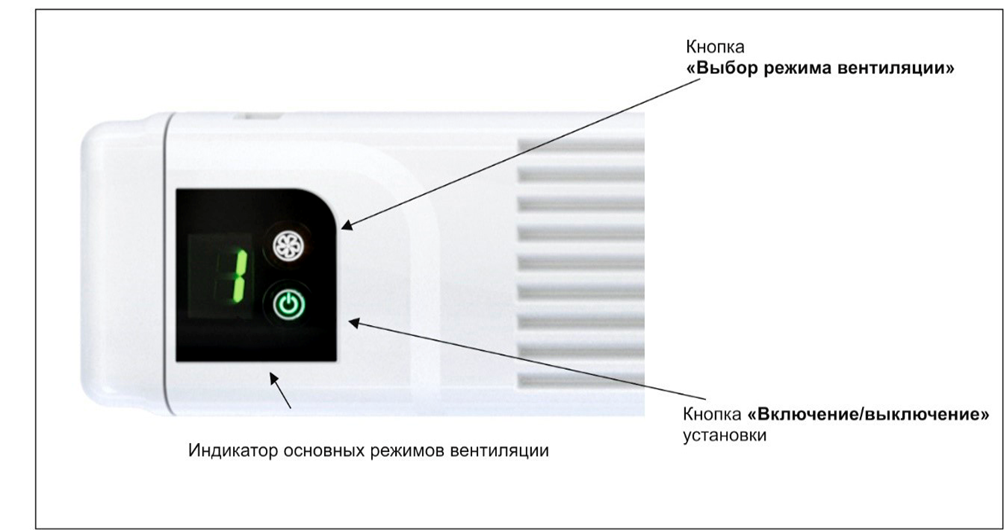 Кнопка
«Выбор режима вентиляции»
1
Кнопка «Включение/выключение»
установки
Индикатор основных режимов вентиляции